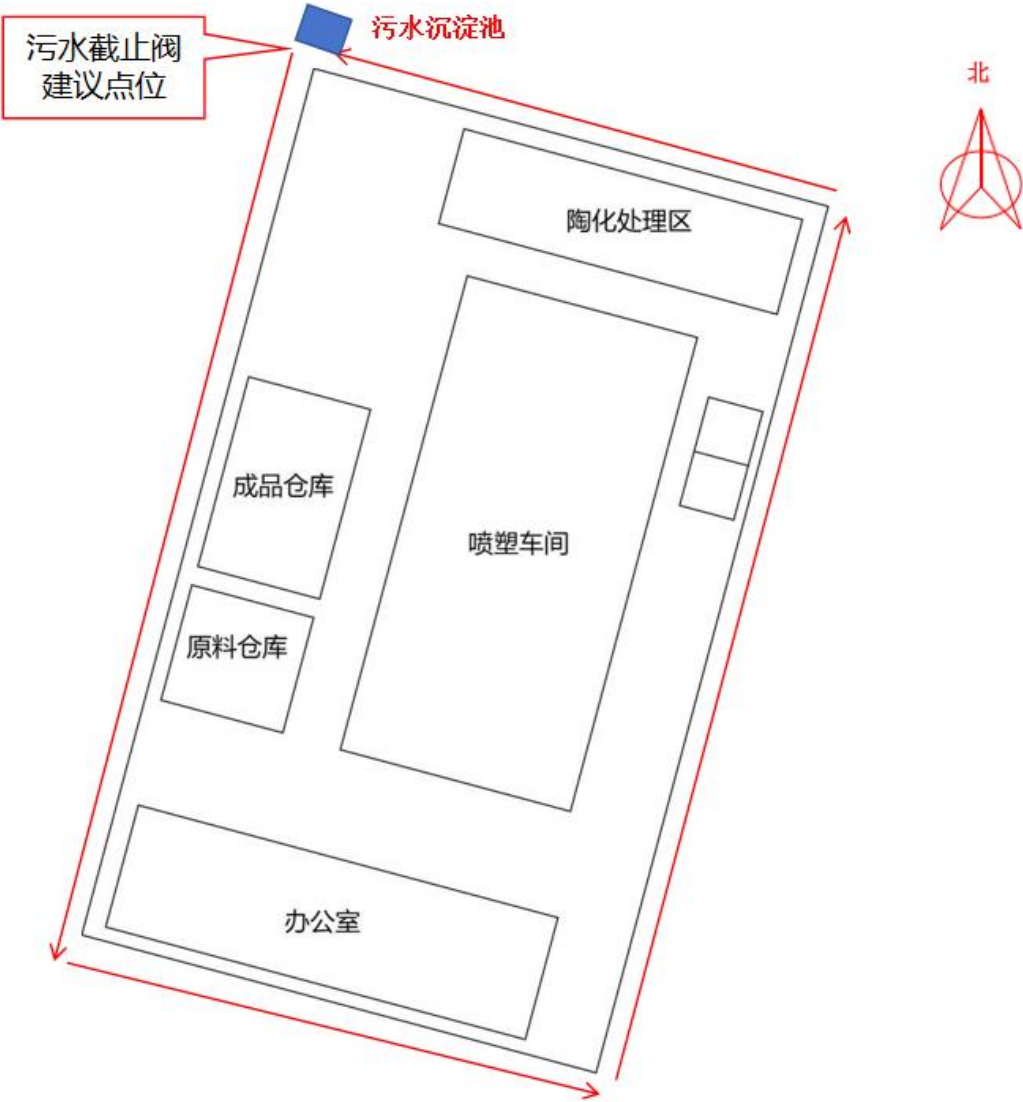 污水沉淀池
污水截止阀
建议点位
北
陶化处理区
成品仓库
喷塑车间
原料仓库
办公室